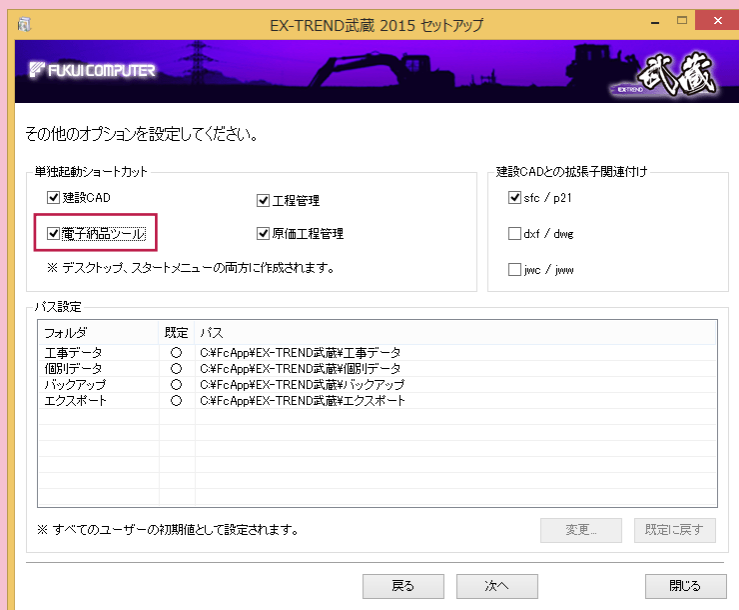 EX-TREND武蔵 2015 セットアップ
FUKUI COMPUTER
EXTREND 武蔵
その他のオプションを設定してください。
単独起動ショートカット
建設CAD
工程管理
電子納品ツール
原価工程管理
※ デスクトップ、スタートメニューの両方に作成されます。
建設CADとの拡張子関連付け
sfc / p21
dxf / dwg
jwc / jww
パス設定
フォルダ 既定 パス
工事データ ○ C:¥FcApp¥EX-TREND武蔵¥工事データ
個別データ ○ C:¥FcApp¥EX-TREND武蔵¥個別データ
バックアップ ○ C:¥FcApp¥EX-TREND武蔵¥バックアップ
エクスポート ○ C:¥FcApp¥EX-TREND武蔵¥エクスポート
※ すべてのユーザーの初期値として設定されます。
変更...
既定に戻す
戻る
次へ
閉じる